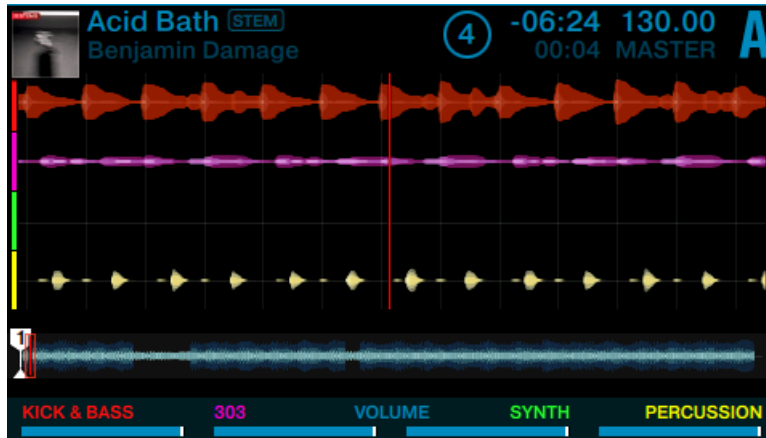 Acid Bath STEM
Benjamin Damage
4
-06:24 130.00
00:04 MASTER
A
1
KICK & BASS 303 VOLUME SYNTH PERCUSSION